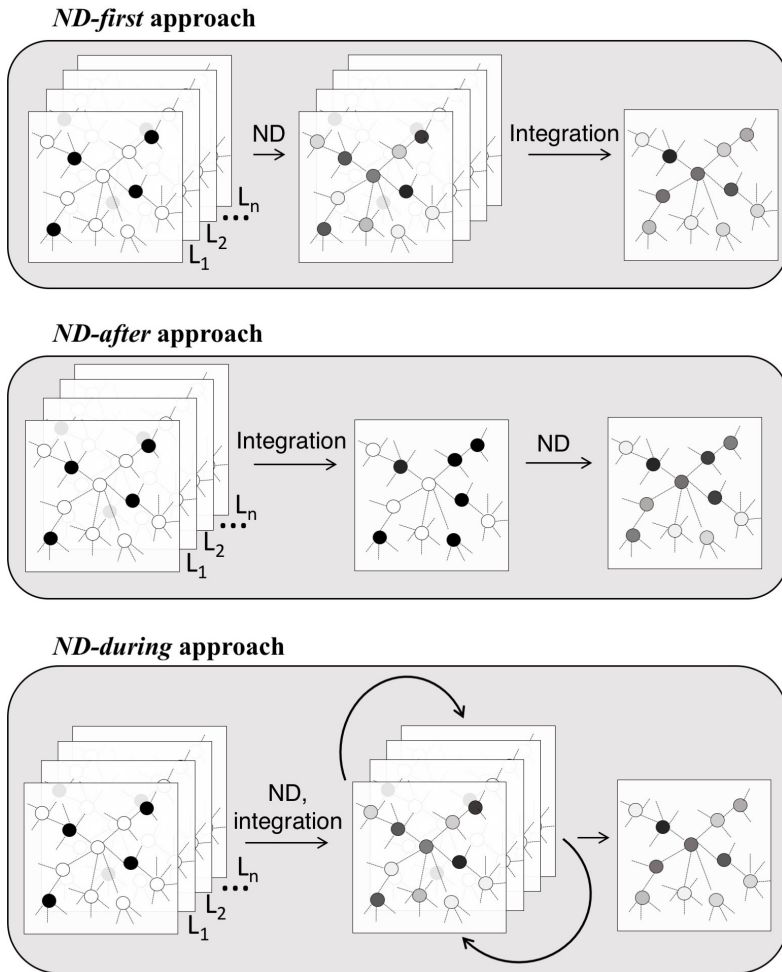 ND-first approach
ND
Integration
L1
L2
Ln
ND-after approach
Integration
ND
L1
L2
Ln
ND-during approach
ND,
integration
L1
L2
Ln